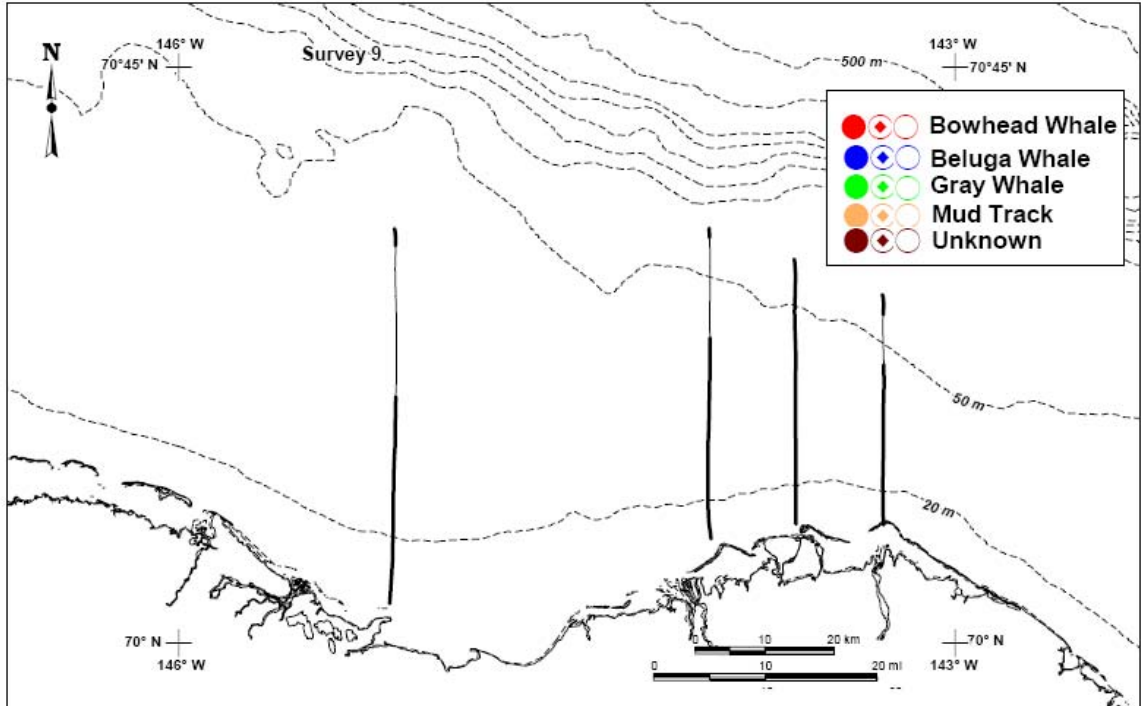 N
146° W
70°45' N
Survey 9
500 m
143° W
70°45' N
Bowhead Whale
Beluga Whale
Gray Whale
Mud Track
Unknown
50 m
20 m
70° N
146° W
0 10 20 km
0 10 20 mi
70° N
143° W